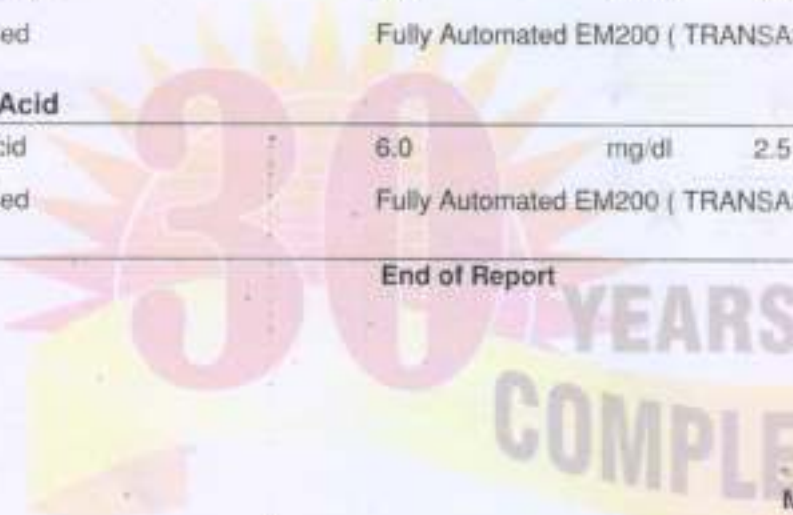 ed Fully Automated EM200 ( TRANSA
Acid
cid : 6.0 mg/dl 2.5
ed Fully Automated EM200 ( TRANSA
End of Report
30
YEARS
COMPLE